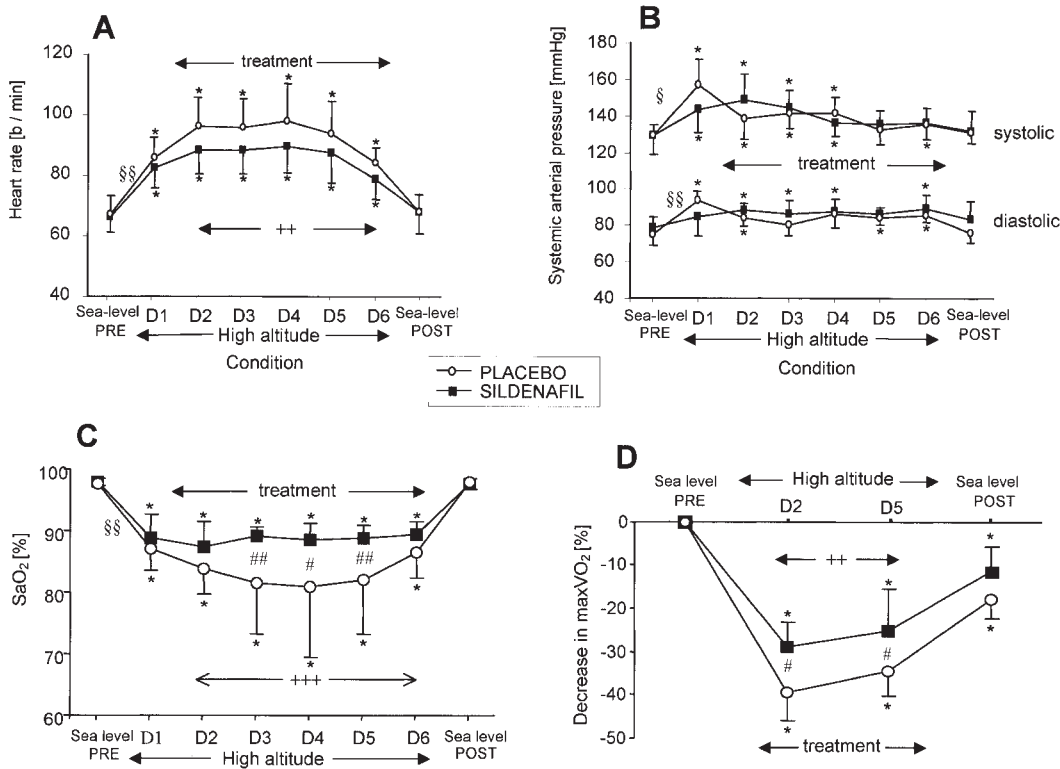 A
Heart rate [b / min]
120
100
80
60
40
treatment
* * * * * *
§§
* * * * * *
++
Sea-level PRE D1 D2 D3 D4 D5 D6 Sea-level POST
High altitude
Condition
B
Systemic arterial pressure [mmHg]
180
160
140
120
100
80
60
40
* * * *
§
* * * * *
systolic
treatment
* * *
§§
* * *
diastolic
Sea-level PRE D1 D2 D3 D4 D5 D6 Sea-level POST
High altitude
Condition
PLACEBO
SILDENAFIL
C
SaO2 [%]
100
90
80
70
60
treatment
* * * * * *
§§
## # ##
* * * * * *
+++
Sea level PRE D1 D2 D3 D4 D5 D6 Sea level POST
High altitude
D
Sea level PRE
High altitude
D2 D5
Sea level POST
Decrease in maxVO2 [%]
0
-10
-20
-30
-40
-50
++
* * *
# #
* * *
treatment